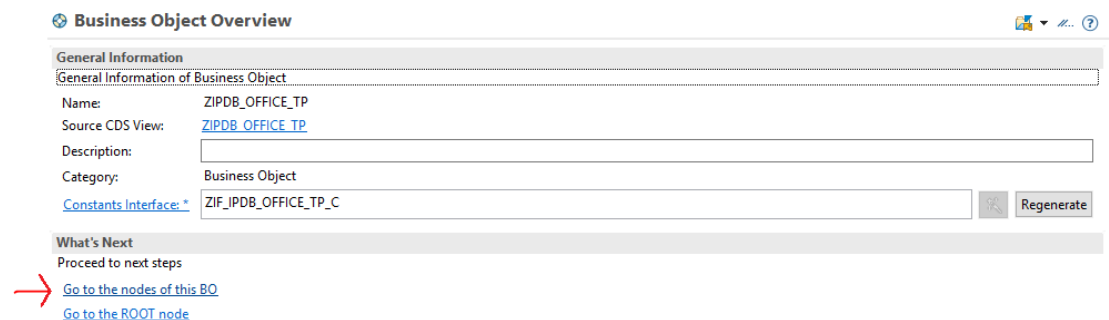 Business Object Overview
General Information
General Information of Business Object
Name: ZIPDB_OFFICE_TP
Source CDS View: ZIPDB_OFFICE_TP
Description:
Category: Business Object
Constants Interface: * ZIF_IPDB_OFFICE_TP_C Regenerate
What's Next
Proceed to next steps
Go to the nodes of this BO
Go to the ROOT node